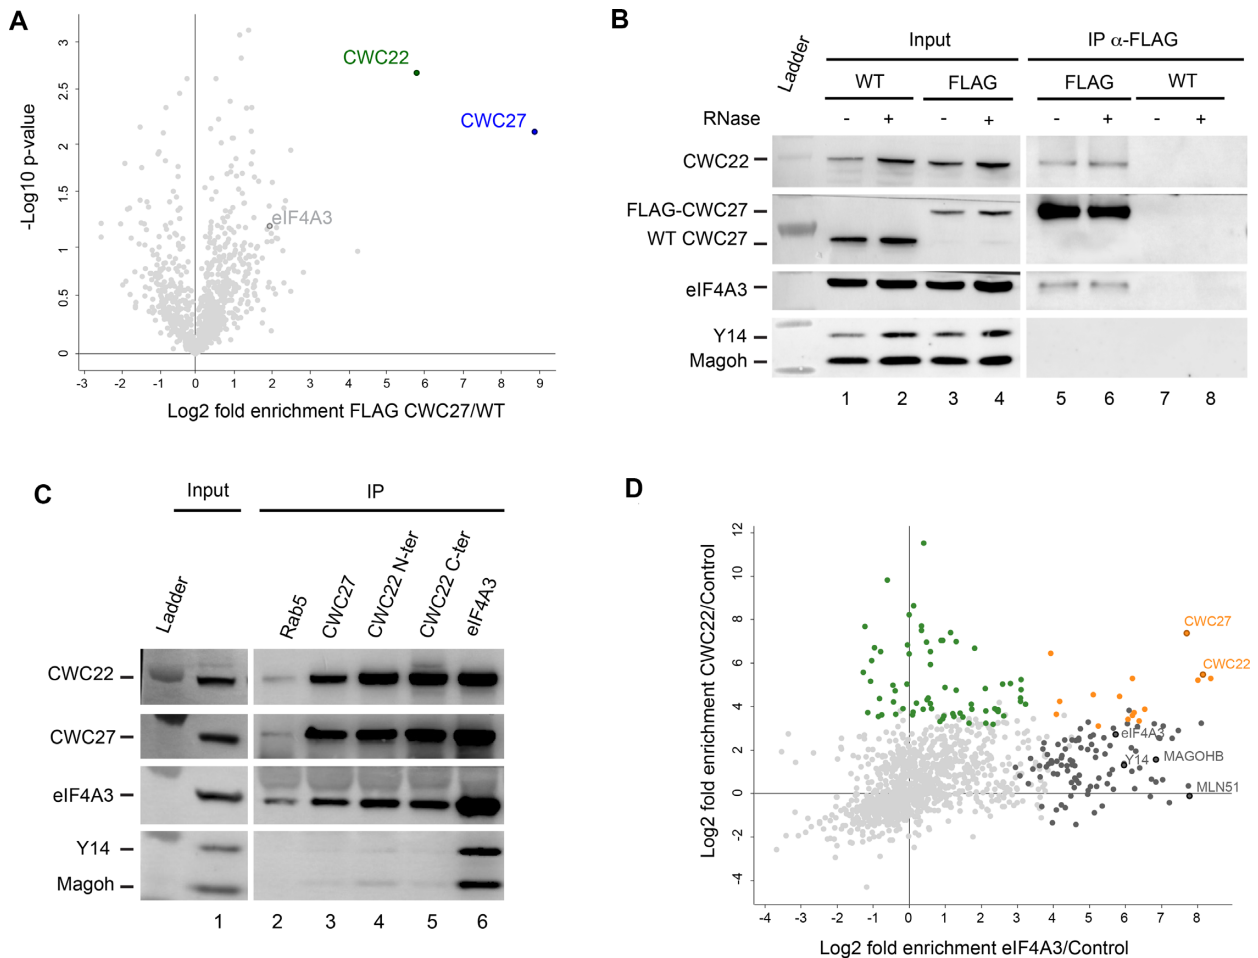 A
-Log10 p-value
3
2.5
2
1.5
1
0.5
0
CWC22
CWC27
eIF4A3
-3 -2 -1 0 1 2 3 4 5 6 7 8 9
Log2 fold enrichment FLAG CWC27/WT
B
Ladder
Input
IP α-FLAG
WT FLAG FLAG WT
RNase - + - + - + - +
CWC22
FLAG-CWC27
WT CWC27
eIF4A3
Y14
Magoh
1 2 3 4 5 6 7 8
C
Input
IP
Ladder
Rab5
CWC27
CWC22 N-ter
CWC22 C-ter
eIF4A3
CWC22
CWC27
eIF4A3
Y14
Magoh
1 2 3 4 5 6
D
Log2 fold enrichment CWC22/Control
12
10
8
6
4
2
0
-2
-4
CWC27
CWC22
eIF4A3
Y14
MAGOHB
MLN51
-4 -3 -2 -1 0 1 2 3 4 5 6 7 8
Log2 fold enrichment eIF4A3/Control